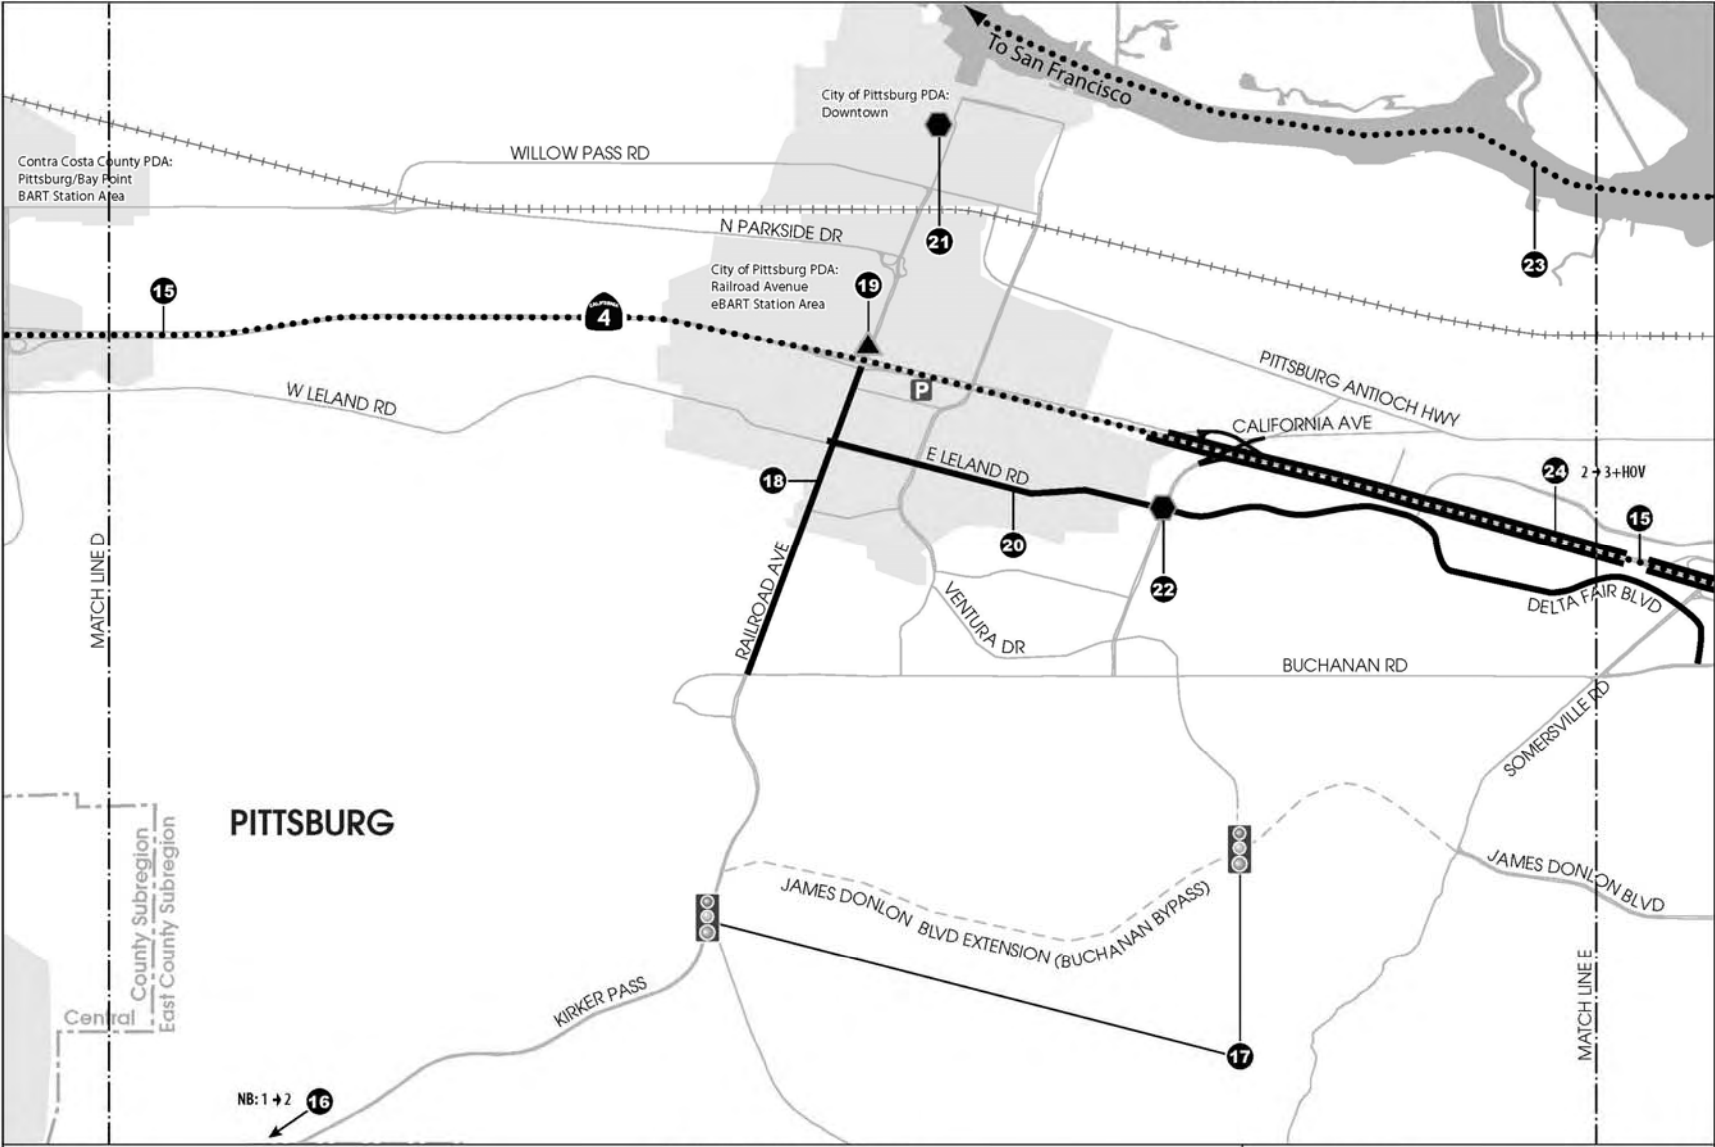 To San Francisco
City of Pittsburg PDA:
Downtown
WILLOW PASS RD
Contra Costa County PDA:
Pittsburg/Bay Point
BART Station Area
N PARKSIDE DR
21
23
City of Pittsburg PDA:
Railroad Avenue
eBART Station Area
15
19
CALIFORNIA
4
PITTSBURG ANTIOCH HWY
W LELAND RD
P
CALIFORNIA AVE
E LELAND RD
24 2→3+HOV
18
15
20
22
MATCH LINE D
RAILROAD AVE
VENTURA DR
DELTA FAIR BLVD
BUCHANAN RD
SOMERSVILLE RD
PITTSBURG
County Subregion
East County Subregion
Central
JAMES DONLON BLVD EXTENSION (BUCHANAN BYPASS)
JAMES DONLON BLVD
KIRKER PASS
MATCH LINE E
17
NB: 1→2 16